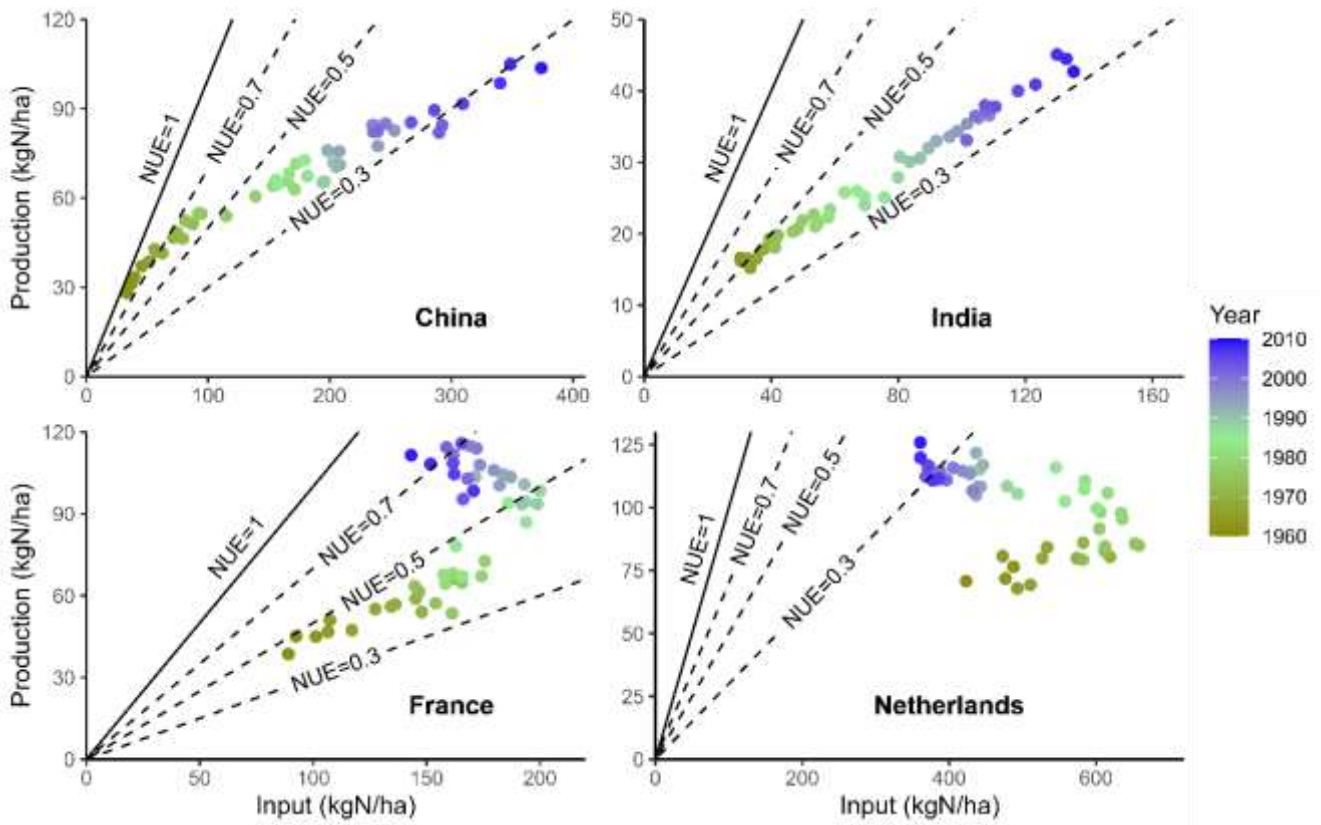 120
90
60
30
0
Production (kgN/ha)
NUE=1
NUE=0.7
NUE=0.5
NUE=0.3
China
0
100
200
300
400
50
40
30
20
10
0
NUE=1
NUE=0.7
NUE=0.5
NUE=0.3
India
0
40
80
120
160
Year
2010
2000
1990
1980
1970
1960
120
90
60
30
0
Production (kgN/ha)
NUE=1
NUE=0.7
NUE=0.5
NUE=0.3
France
0
50
100
150
200
Input (kgN/ha)
125
100
75
50
25
0
NUE=1
NUE=0.7
NUE=0.5
NUE=0.3
Netherlands
0
200
400
600
Input (kgN/ha)